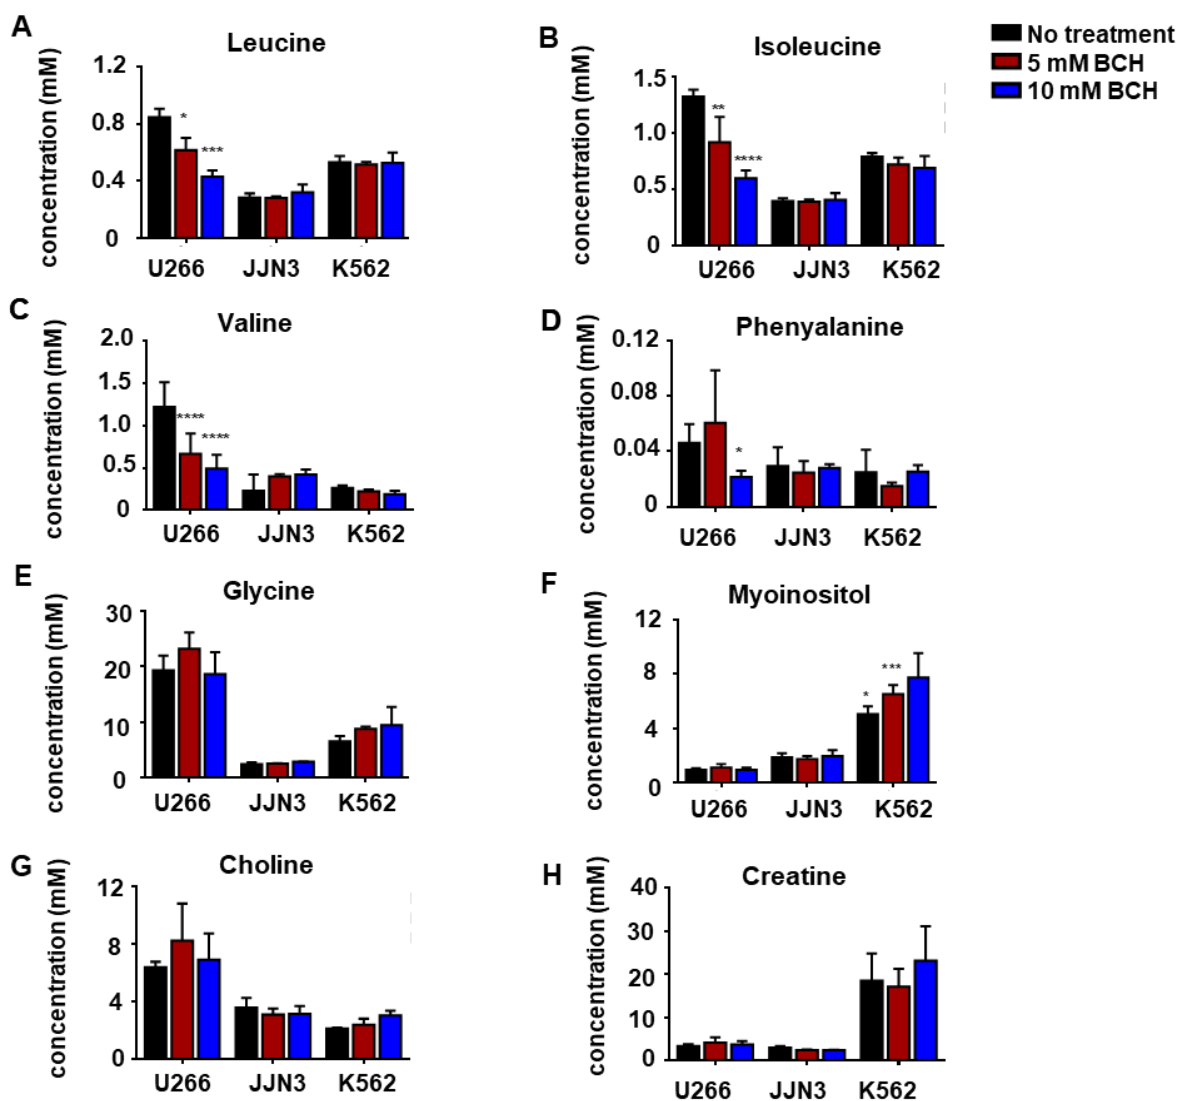 A
Leucine
concentration (mM)
1.2
0.8
0.4
0
*
***
U266 JJN3 K562
B
Isoleucine
concentration (mM)
1.5
1.0
0.5
0
**
****
U266 JJN3 K562
No treatment
5 mM BCH
10 mM BCH
C
Valine
concentration (mM)
2.0
1.5
1.0
0.5
0
****
****
U266 JJN3 K562
D
Phenyalanine
concentration (mM)
0.12
0.08
0.04
0
*
U266 JJN3 K562
E
Glycine
concentration (mM)
30
20
10
0
U266 JJN3 K562
F
Myoinositol
concentration (mM)
12
8
4
0
*
***
U266 JJN3 K562
G
Choline
concentration (mM)
12
8
4
0
U266 JJN3 K562
H
Creatine
concentration (mM)
40
30
20
10
0
U266 JJN3 K562